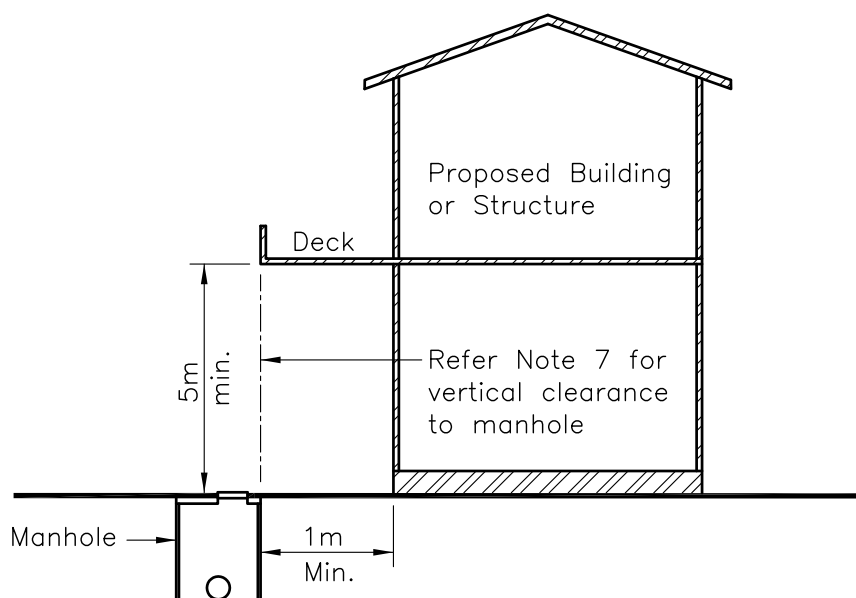 Proposed Building
or Structure
Deck
5m
min.
Refer Note 7 for
vertical clearance
to manhole
Manhole
1m
Min.